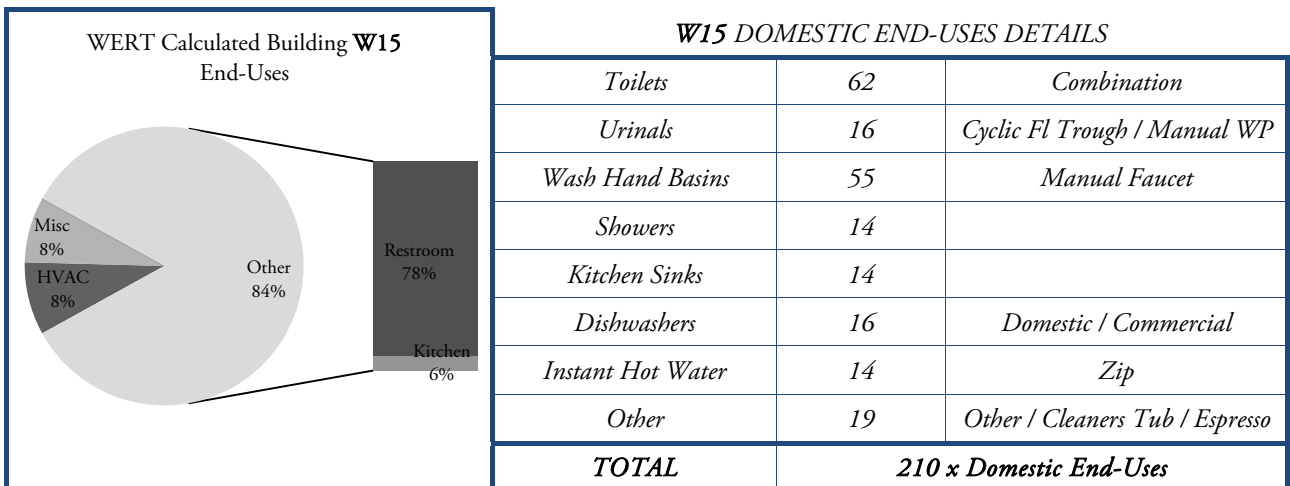 WERT Calculated Building W15
End-Uses
Misc
8%
HVAC
8%
Other
84%
Restroom
78%
Kitchen
6%
W15 DOMESTIC END-USES DETAILS
Toilets 62 Combination
Urinals 16 Cyclic Fl Trough / Manual WP
Wash Hand Basins 55 Manual Faucet
Showers 14
Kitchen Sinks 14
Dishwashers 16 Domestic / Commercial
Instant Hot Water 14 Zip
Other 19 Other / Cleaners Tub / Espresso
TOTAL 210 x Domestic End-Uses